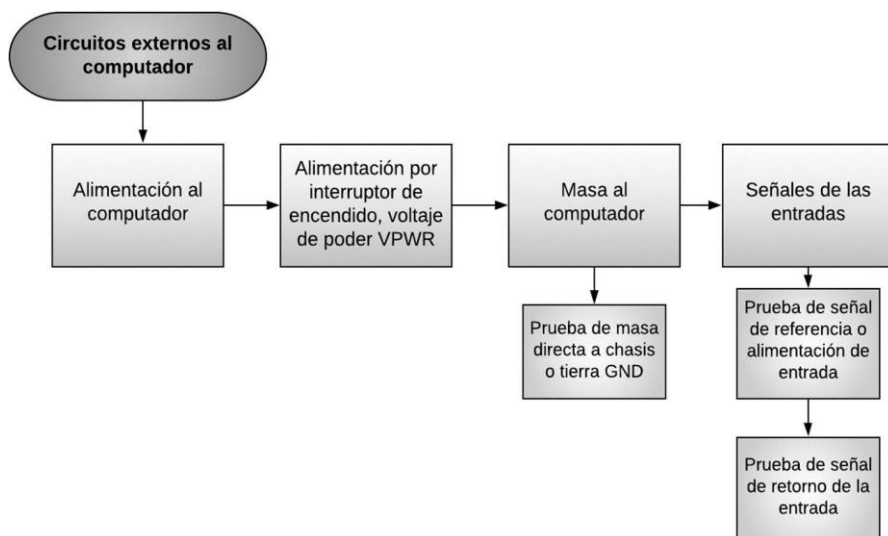 Circuitos externos al
computador
Alimentación al
computador
Alimentación por
interruptor de
encendido, voltaje
de poder VPWR
Masa al
computador
Señales de las
entradas
Prueba de masa
directa a chasis
o tierra GND
Prueba de señal
de referencia o
alimentación de
entrada
Prueba de señal
de retorno de la
entrada